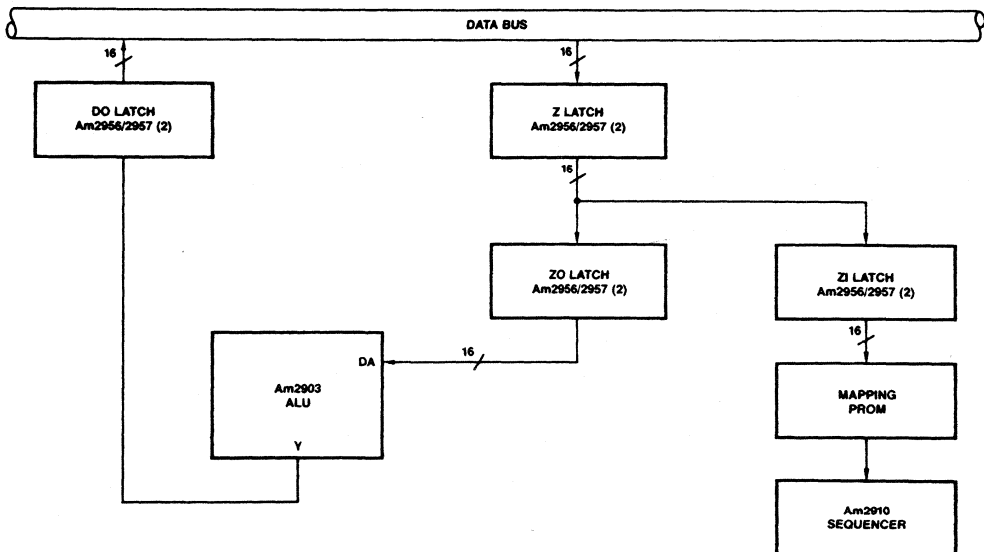 DATA BUS
16
16
DO LATCH
Am2956/2957 (2)
Z LATCH
Am2956/2957 (2)
16
ZO LATCH
Am2956/2957 (2)
ZI LATCH
Am2956/2957 (2)
16
16
DA
Am2903
ALU
Y
MAPPING
PROM
Am2910
SEQUENCER